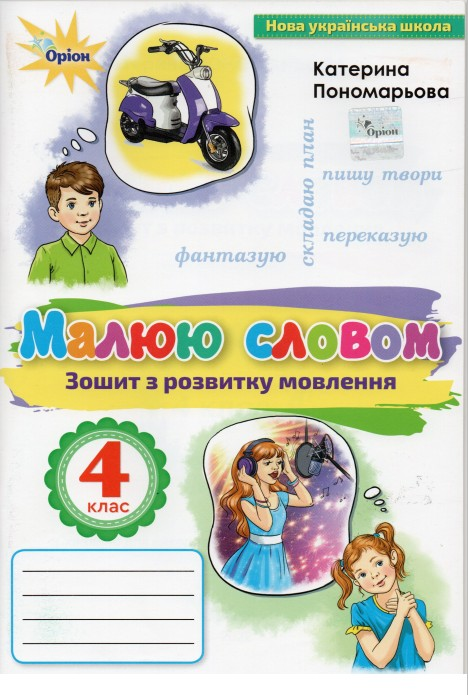 Оріон
Нова українська школа
Катерина
Пономарьова
Оріон
складаю план
пишу твори
переказую
фантазую
Малюю словом
Зошит з розвитку мовлення
4
клас